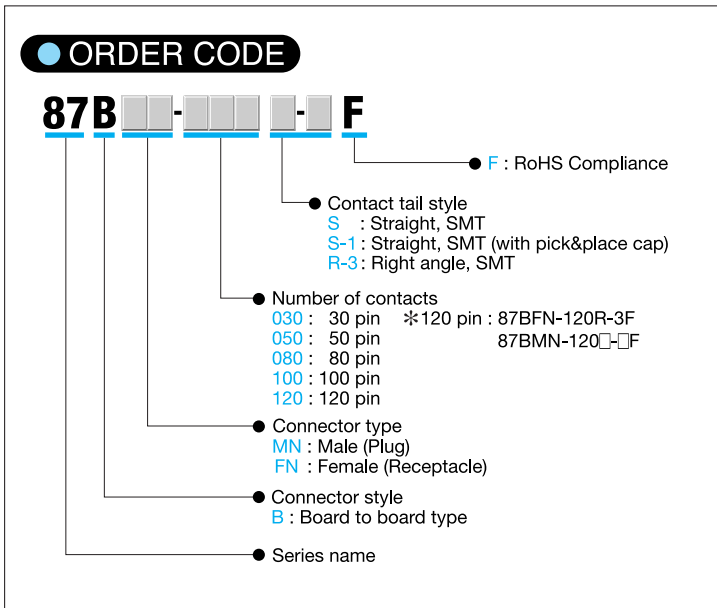 ORDER CODE
87B□□-□□□□-□F
F : RoHS Compliance
Contact tail style
S : Straight, SMT
S-1 : Straight, SMT (with pick&place cap)
R-3 : Right angle, SMT
Number of contacts
030 : 30 pin ✻120 pin : 87BFN-120R-3F
050 : 50 pin 87BMN-120□-□F
080 : 80 pin
100 : 100 pin
120 : 120 pin
Connector type
MN : Male (Plug)
FN : Female (Receptacle)
Connector style
B : Board to board type
Series name